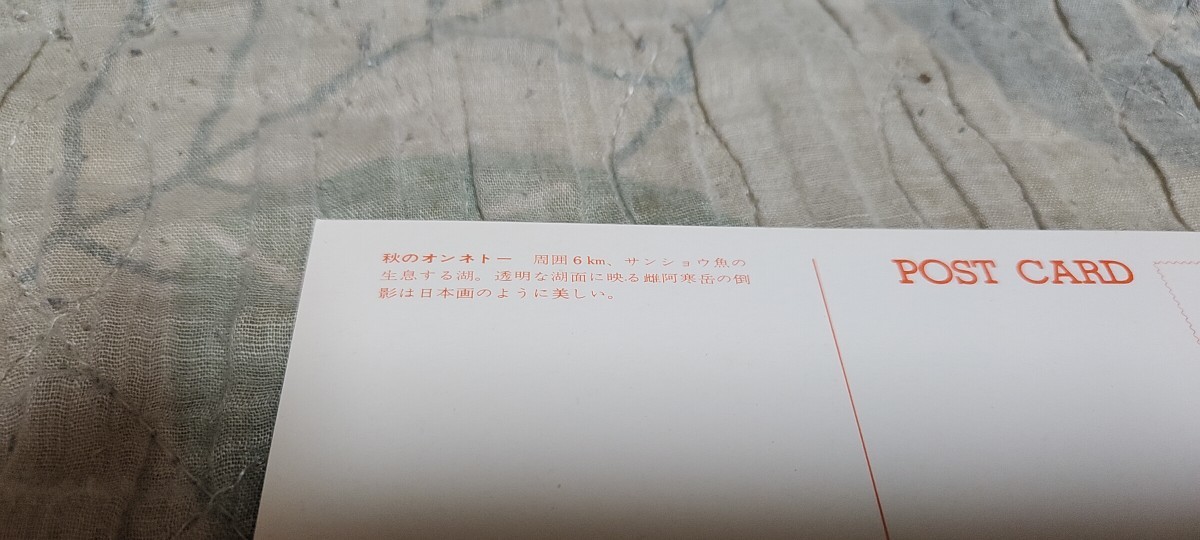 秋のオンネトー　周囲6km、サンショウ魚の
生息する湖。透明な湖面に映る雌阿寒岳の倒
影は日本画のように美しい。
POST CARD